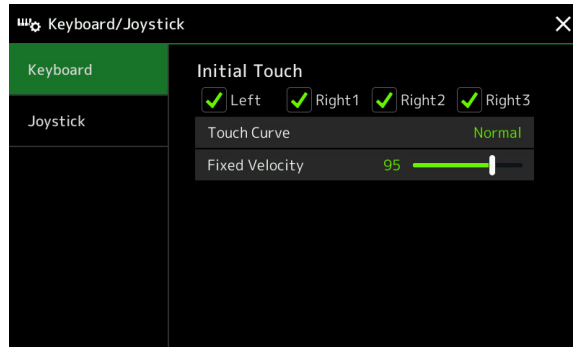 Keyboard/Joystick
Keyboard
Joystick
Initial Touch
Left Right1 Right2 Right3
Touch Curve Normal
Fixed Velocity 95